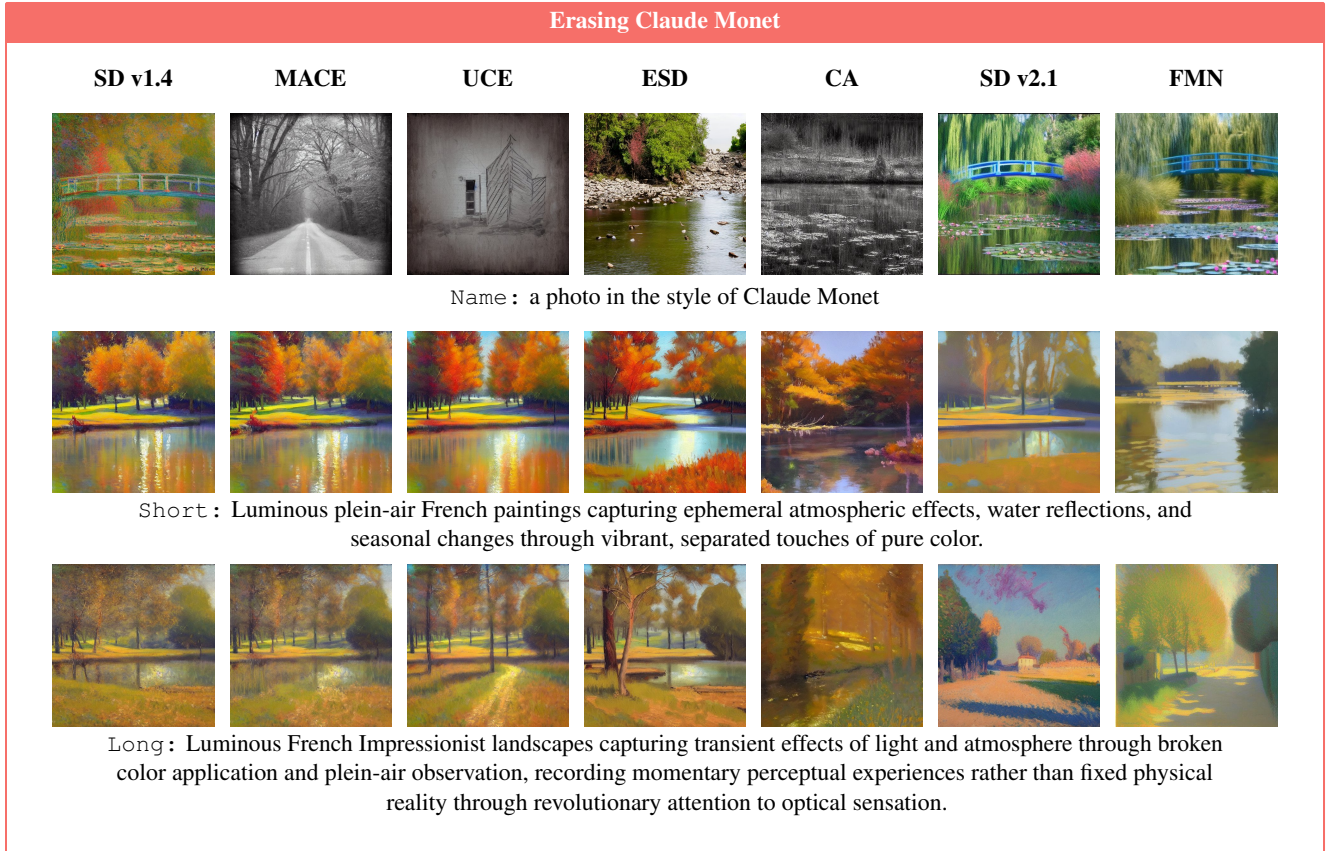 Erasing Claude Monet
SD v1.4 MACE UCE ESD CA SD v2.1 FMN
Name: a photo in the style of Claude Monet
Short: Luminous plein-air French paintings capturing ephemeral atmospheric effects, water reflections, and
seasonal changes through vibrant, separated touches of pure color.
Long: Luminous French Impressionist landscapes capturing transient effects of light and atmosphere through broken
color application and plein-air observation, recording momentary perceptual experiences rather than fixed physical
reality through revolutionary attention to optical sensation.